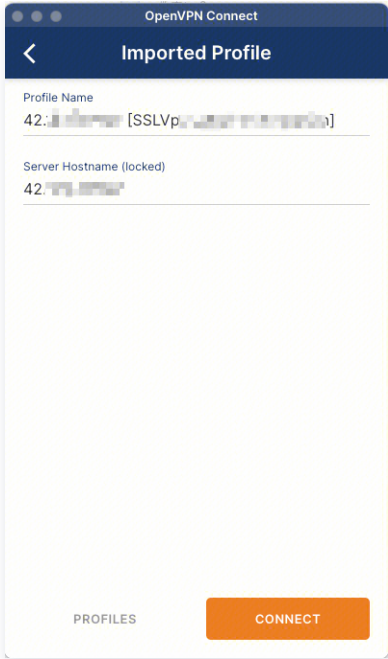 OpenVPN Connect
Imported Profile
Profile Name
42. [SSLVp
Server Hostname (locked)
42.
PROFILES
CONNECT